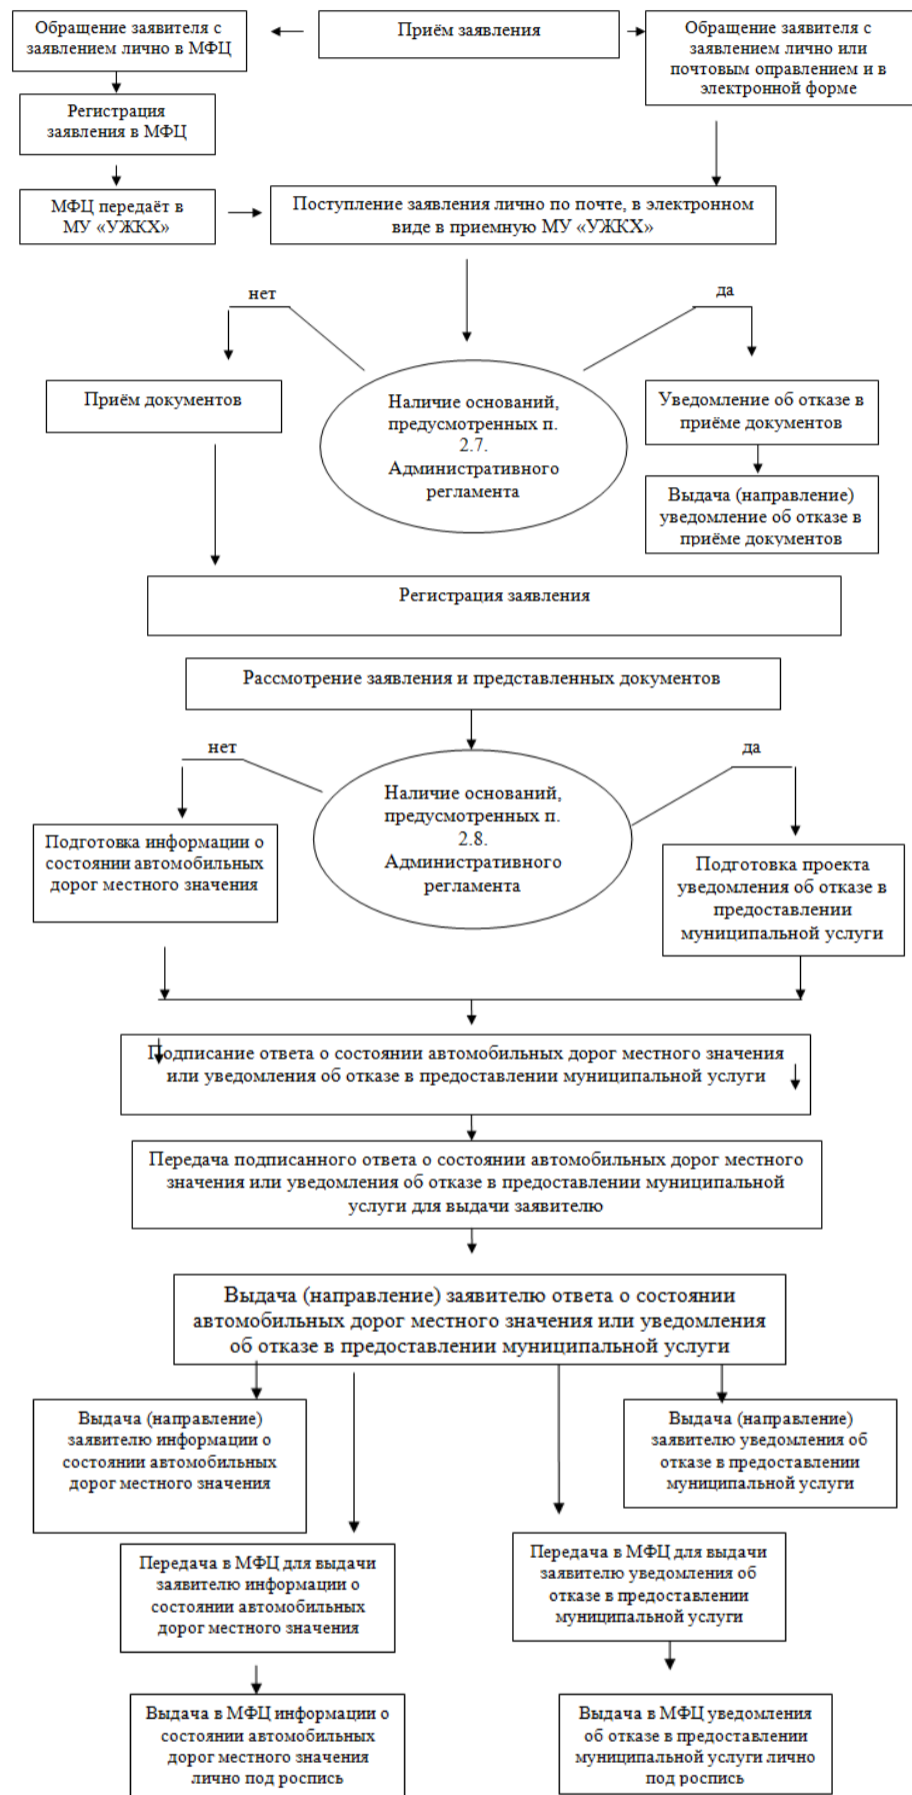 Приём заявления
Обращение заявителя с
заявлением лично в МФЦ
Обращение заявителя с
заявлением лично или
почтовым оправлением и в
электронной форме
Регистрация
заявления в МФЦ
МФЦ передаёт в
МУ «УЖКХ»
Поступление заявления лично по почте, в электронном
виде в приемную МУ «УЖКХ»
нет
да
Приём документов
Наличие оснований,
предусмотренных п.
2.7.
Административного
регламента
Уведомление об отказе в
приёме документов
Выдача (направление)
уведомление об отказе в
приёме документов
Регистрация заявления
Рассмотрение заявления и представленных документов
нет
да
Наличие оснований,
предусмотренных п.
2.8.
Административного
регламента
Подготовка информации о
состоянии автомобильных
дорог местного значения
Подготовка проекта
уведомления об отказе в
предоставлении
муниципальной услуги
Подписание ответа о состоянии автомобильных дорог местного значения
или уведомления об отказе в предоставлении муниципальной услуги
Передача подписанного ответа о состоянии автомобильных дорог местного
значения или уведомления об отказе в предоставлении муниципальной
услуги для выдачи заявителю
Выдача (направление) заявителю ответа о состоянии
автомобильных дорог местного значения или уведомления
об отказе в предоставлении муниципальной услуги
Выдача (направление)
заявителю информации о
состоянии автомобильных
дорог местного значения
Выдача (направление)
заявителю уведомления об
отказе в предоставлении
муниципальной услуги
Передача в МФЦ для выдачи
заявителю информации о
состоянии автомобильных
дорог местного значения
Передача в МФЦ для выдачи
заявителю уведомления об
отказе в предоставлении
муниципальной услуги
Выдача в МФЦ информации о
состоянии автомобильных
дорог местного значения
лично под роспись
Выдача в МФЦ уведомления
об отказе в предоставлении
муниципальной услуги лично
под роспись